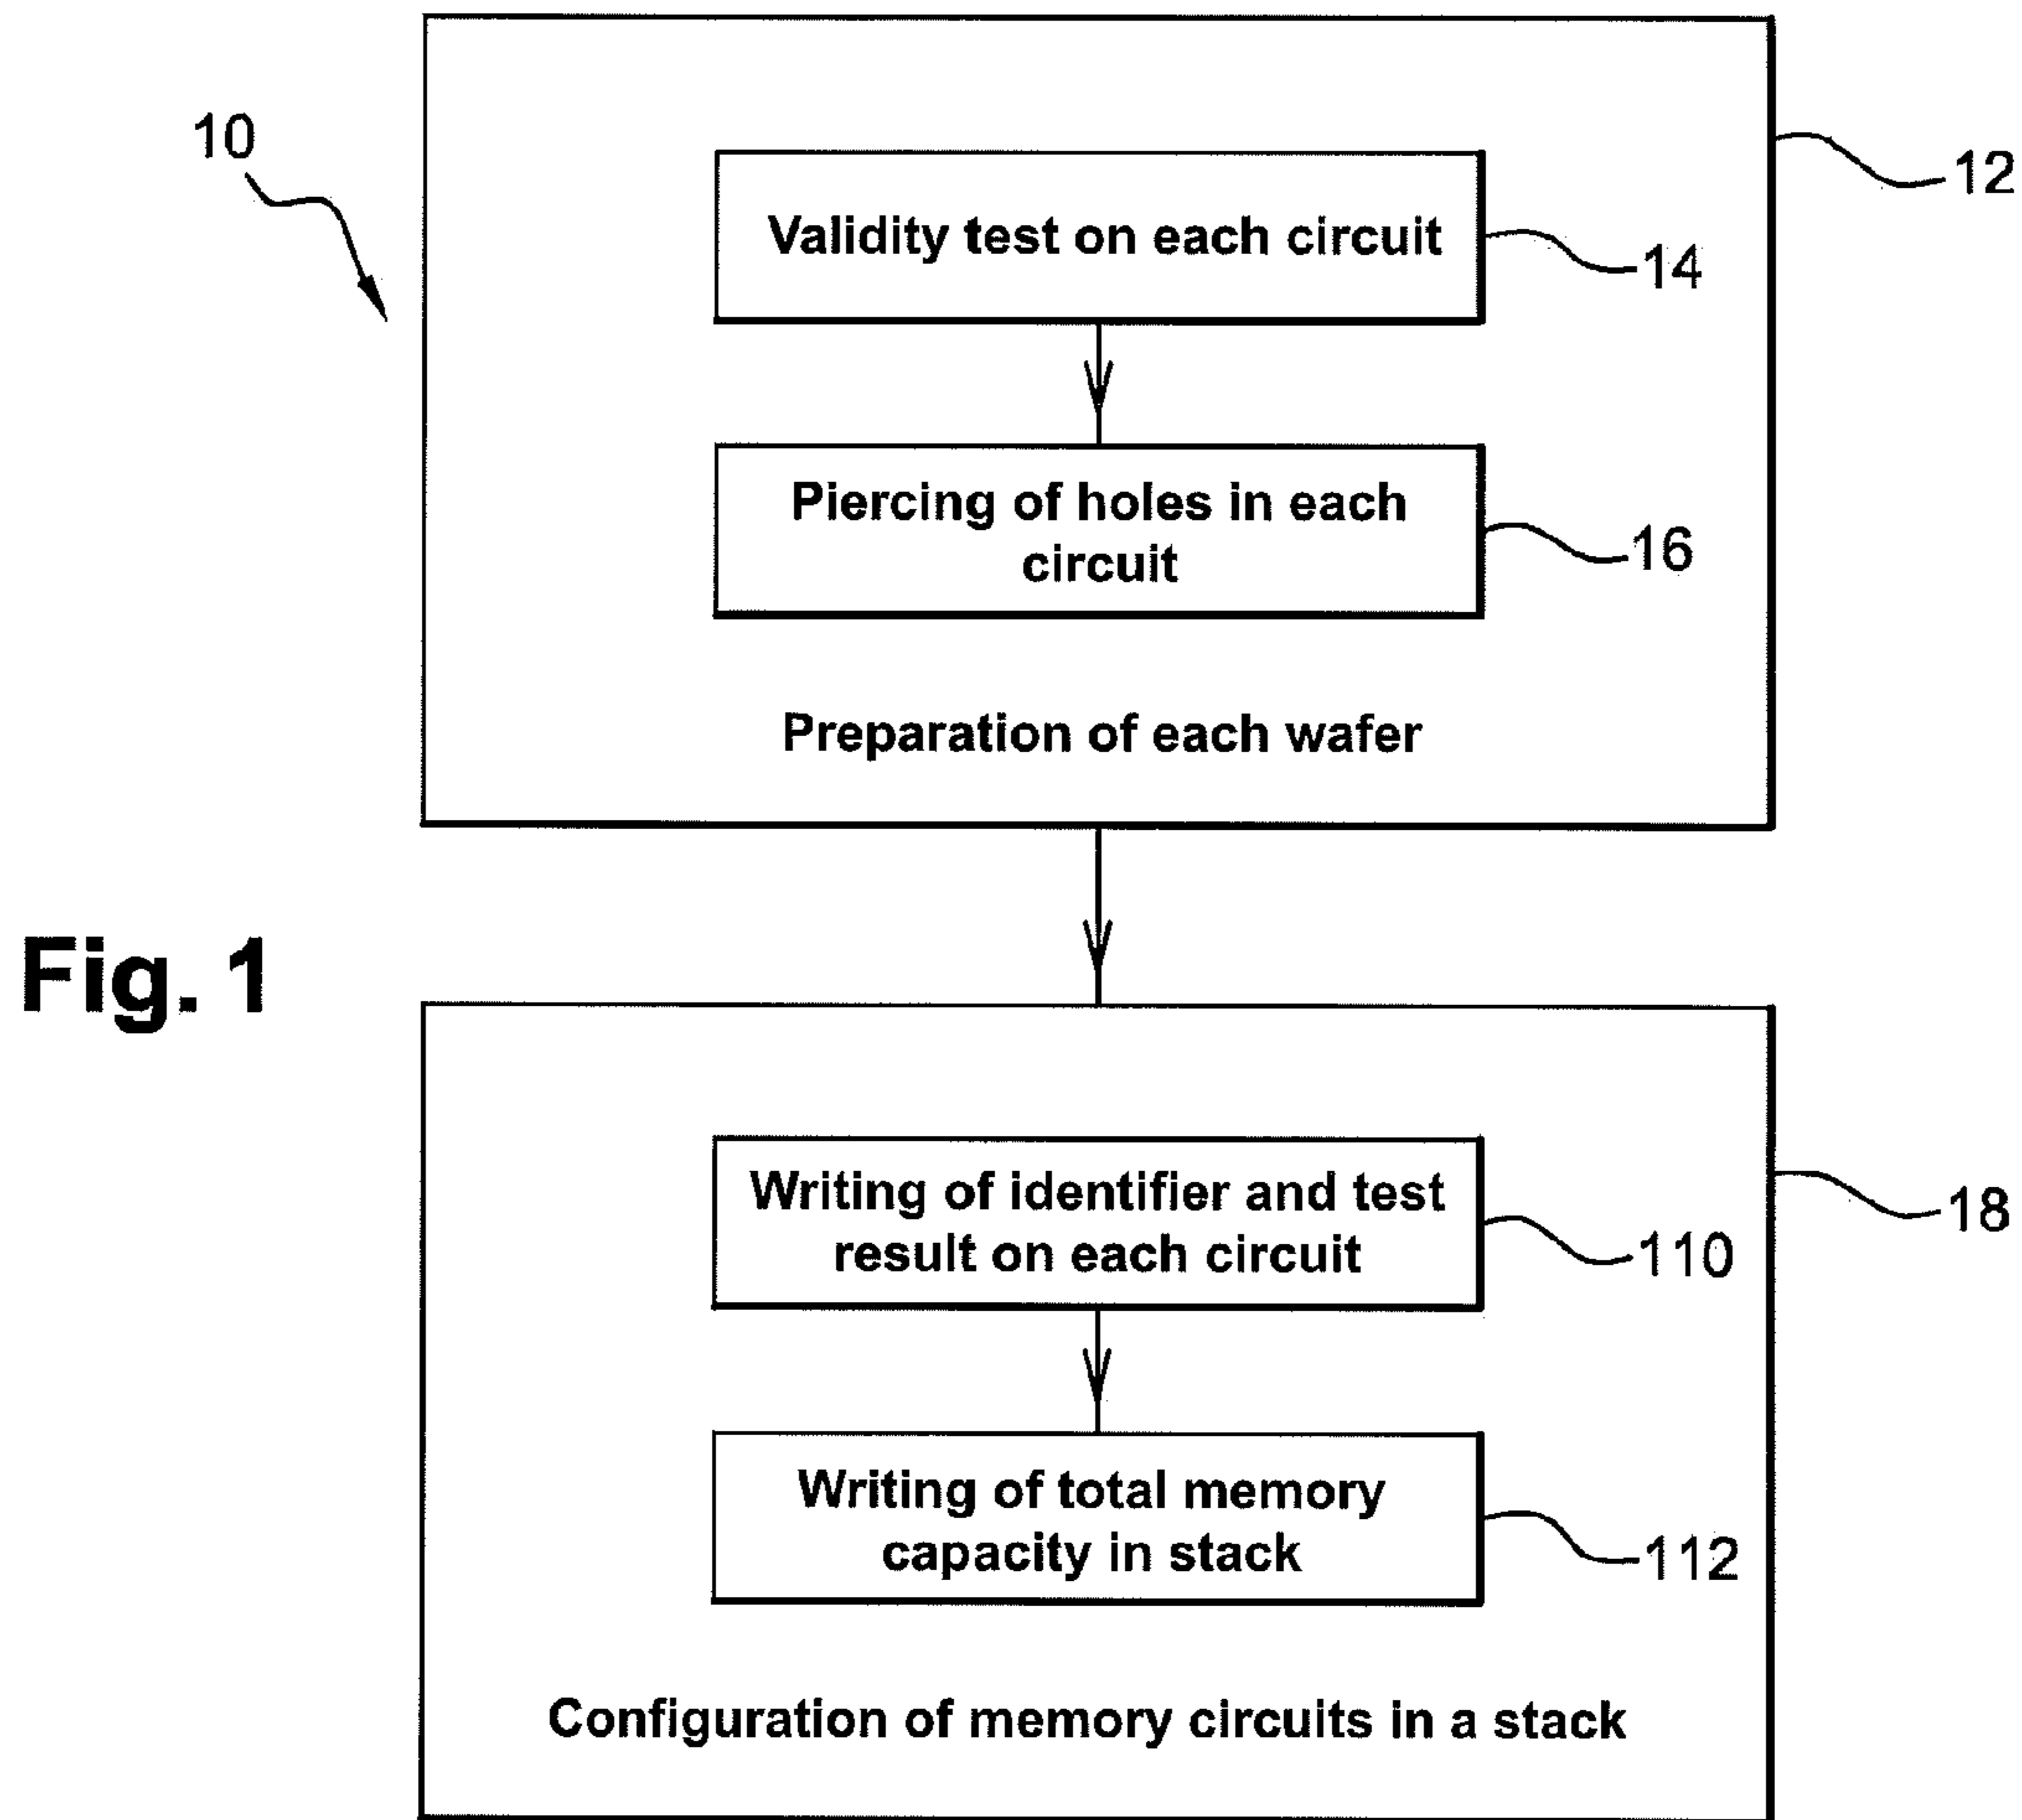 10
12
Validity test on each circuit
14
Piercing of holes in each
circuit
16
Preparation of each wafer
Fig. 1
Writing of identifier and test
result on each circuit
110
18
Writing of total memory
capacity in stack
112
Configuration of memory circuits in a stack